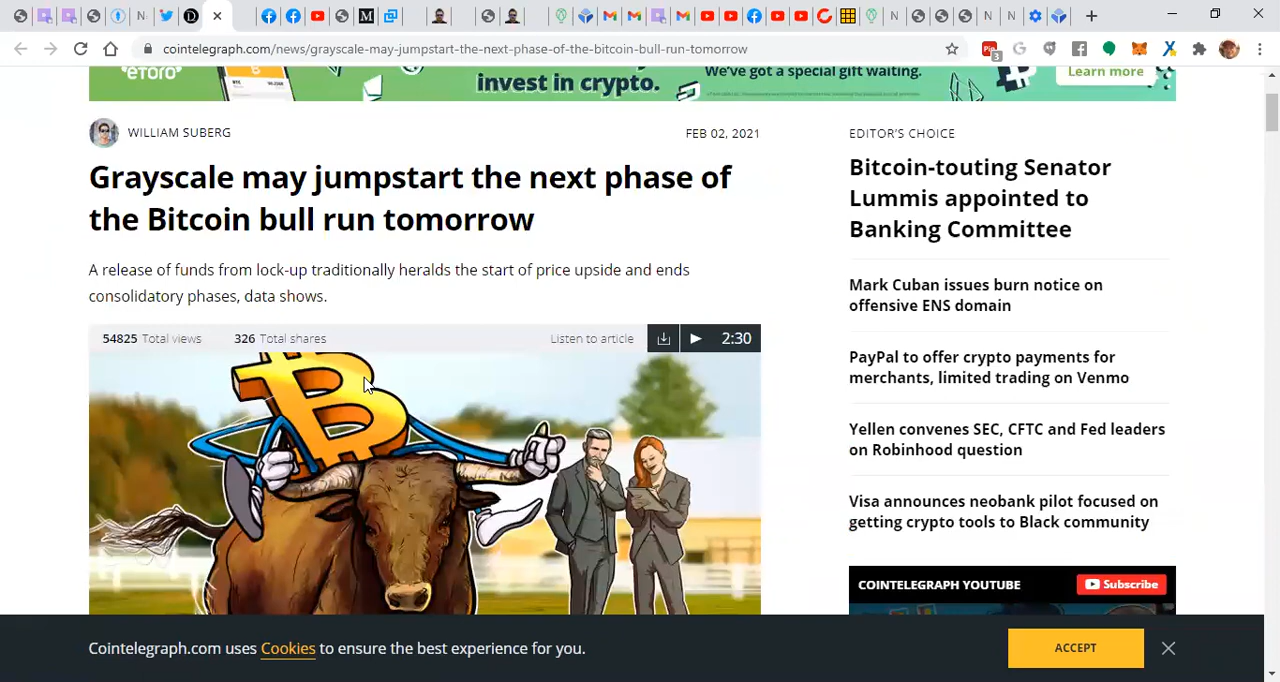 cointelegraph.com/news/grayscale-may-jumpstart-the-next-phase-of-the-bitcoin-bull-run-tomorrow
3
eToro
invest in crypto.
We've got a special gift waiting.
Learn more
WILLIAM SUBERG
FEB 02, 2021
Grayscale may jumpstart the next phase of
the Bitcoin bull run tomorrow
A release of funds from lock-up traditionally heralds the start of price upside and ends
consolidatory phases, data shows.
54825 Total views
326 Total shares
Listen to article
2:30
EDITOR'S CHOICE
Bitcoin-touting Senator
Lummis appointed to
Banking Committee
Mark Cuban issues burn notice on
offensive ENS domain
PayPal to offer crypto payments for
merchants, limited trading on Venmo
Yellen convenes SEC, CFTC and Fed leaders
on Robinhood question
Visa announces neobank pilot focused on
getting crypto tools to Black community
COINTELEGRAPH YOUTUBE
Subscribe
Cointelegraph.com uses Cookies to ensure the best experience for you.
ACCEPT